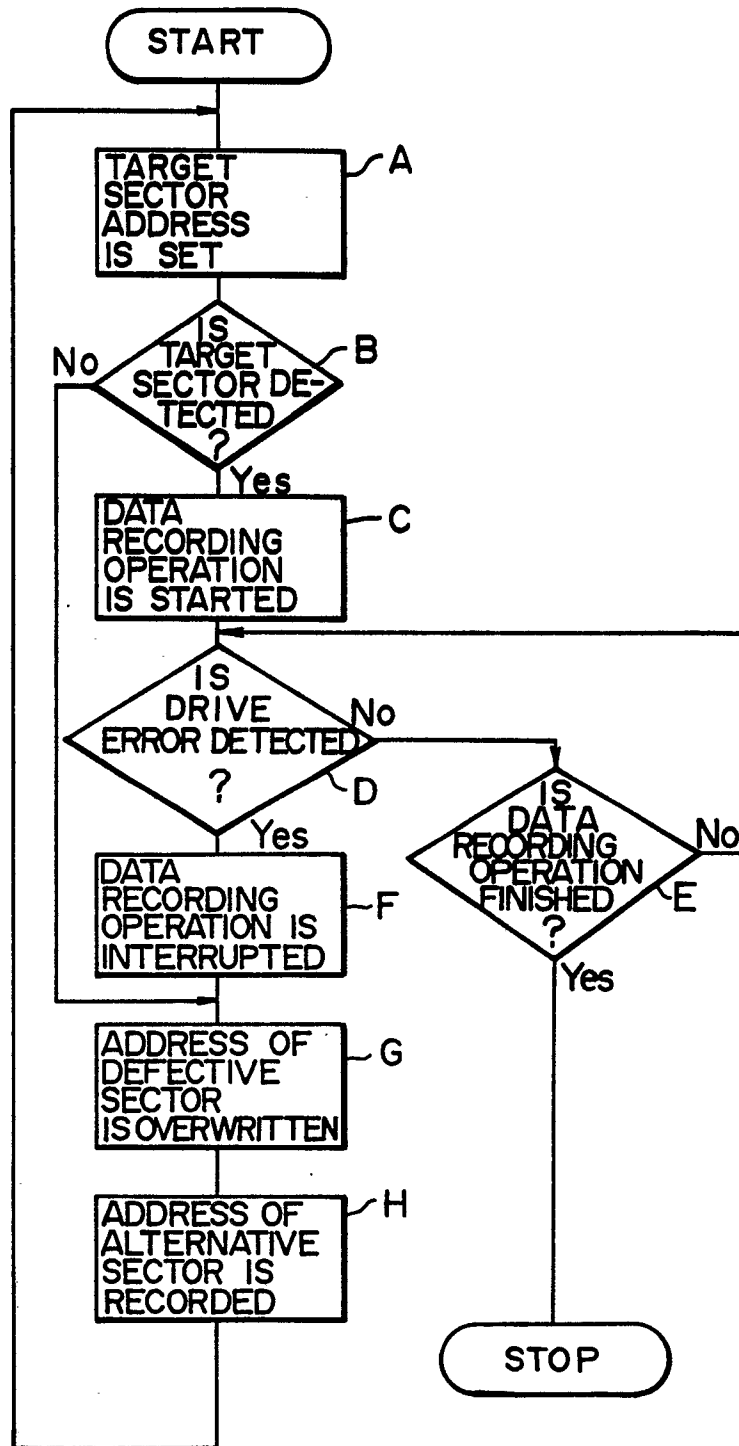 START
TARGET
SECTOR
ADDRESS
IS SET
A
IS
TARGET
SECTOR DE-
TECTED
?
B
No
Yes
DATA
RECORDING
OPERATION
IS STARTED
C
IS
DRIVE
ERROR DETECTED
?
D
No
Yes
IS
DATA
RECORDING
OPERATION
FINISHED
?
E
No
Yes
DATA
RECORDING
OPERATION IS
INTERRUPTED
F
ADDRESS OF
DEFECTIVE
SECTOR
IS OVERWRITTEN
G
ADDRESS OF
ALTERNATIVE
SECTOR IS
RECORDED
H
STOP